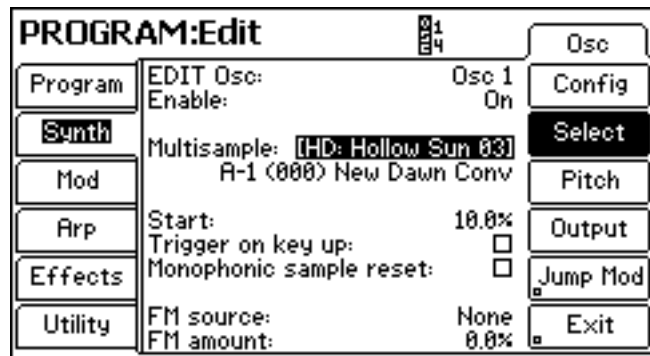 PROGRAM:Edit
1
4
Osc
Program
Synth
Mod
Arp
Effects
Utility
EDIT Osc: Osc 1
Enable: On
Multisample: [HD: Hollow Sun 03]
A-1 (000) New Dawn Conv
Start: 10.0%
Trigger on key up:
Monophonic sample reset:
FM source: None
FM amount: 0.0%
Config
Select
Pitch
Output
Jump Mod
Exit